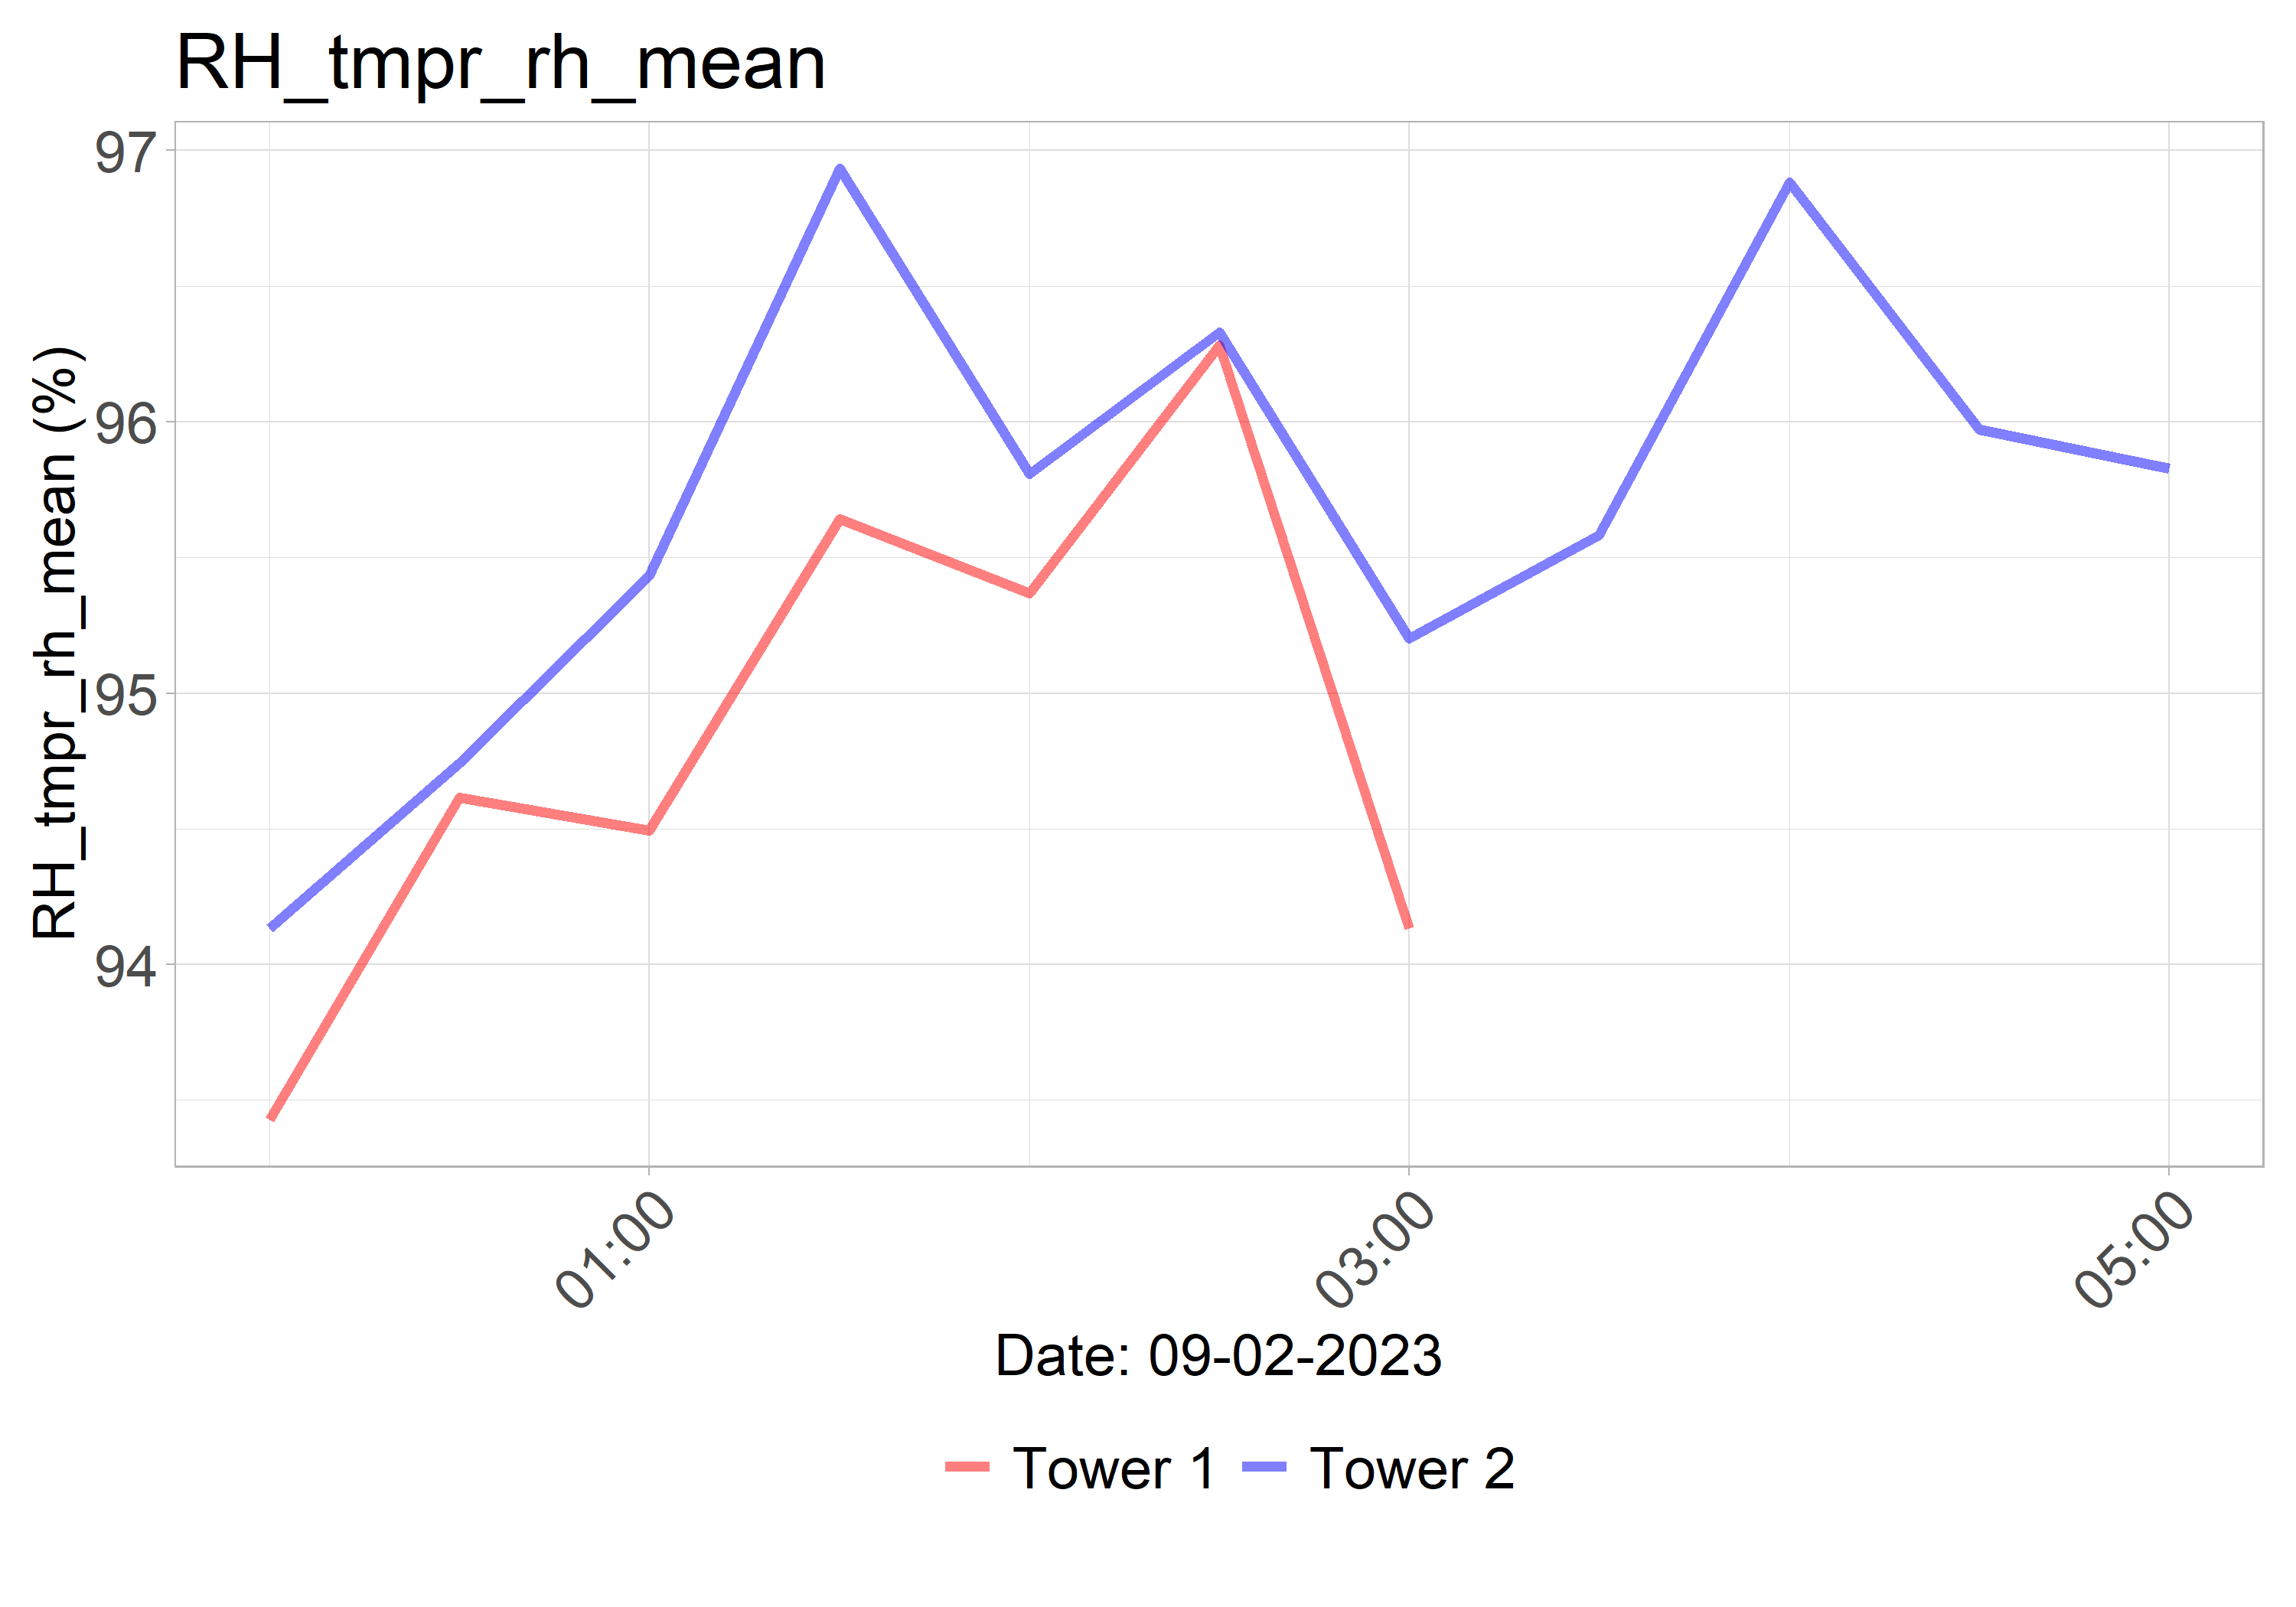 RH_tmpr_rh_mean
RH_tmpr_rh_mean (%)
97
96
95
94
01:00
03:00
05:00
Date: 09-02-2023
Tower 1
Tower 2